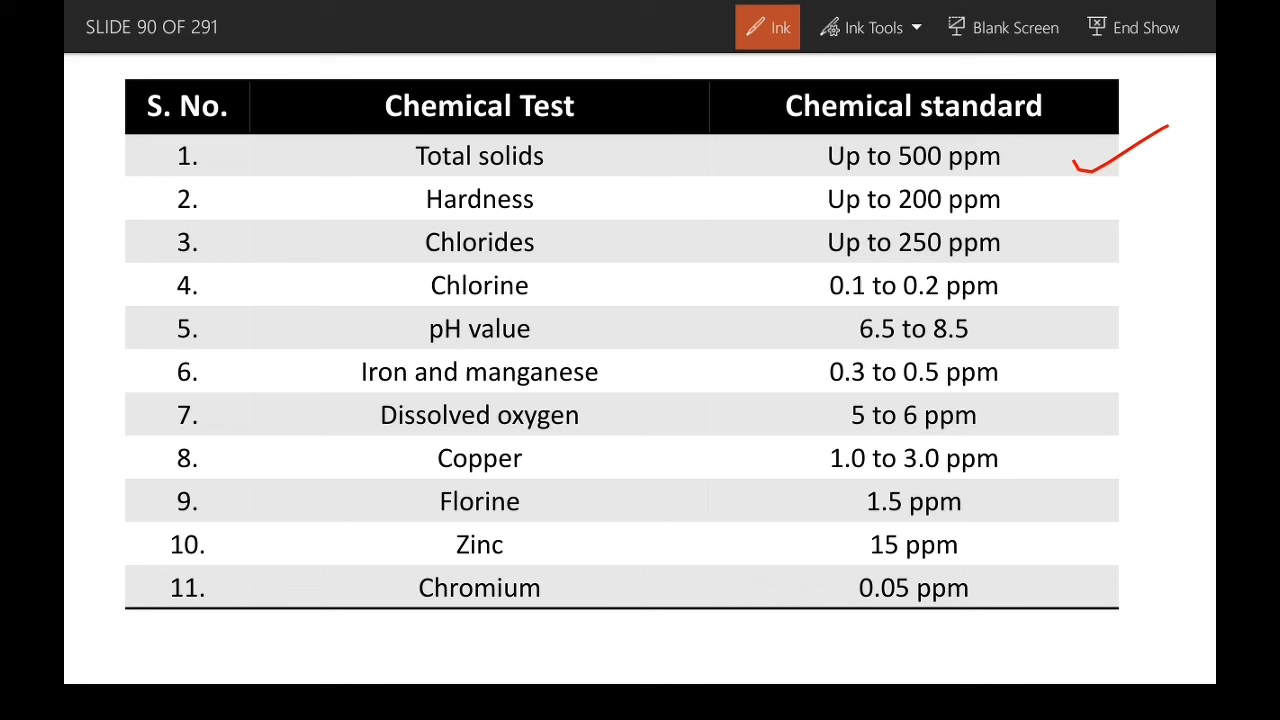 SLIDE 90 OF 291
Ink Ink Tools Blank Screen End Show
S. No. Chemical Test Chemical standard
1. Total solids Up to 500 ppm
2. Hardness Up to 200 ppm
3. Chlorides Up to 250 ppm
4. Chlorine 0.1 to 0.2 ppm
5. pH value 6.5 to 8.5
6. Iron and manganese 0.3 to 0.5 ppm
7. Dissolved oxygen 5 to 6 ppm
8. Copper 1.0 to 3.0 ppm
9. Florine 1.5 ppm
10. Zinc 15 ppm
11. Chromium 0.05 ppm